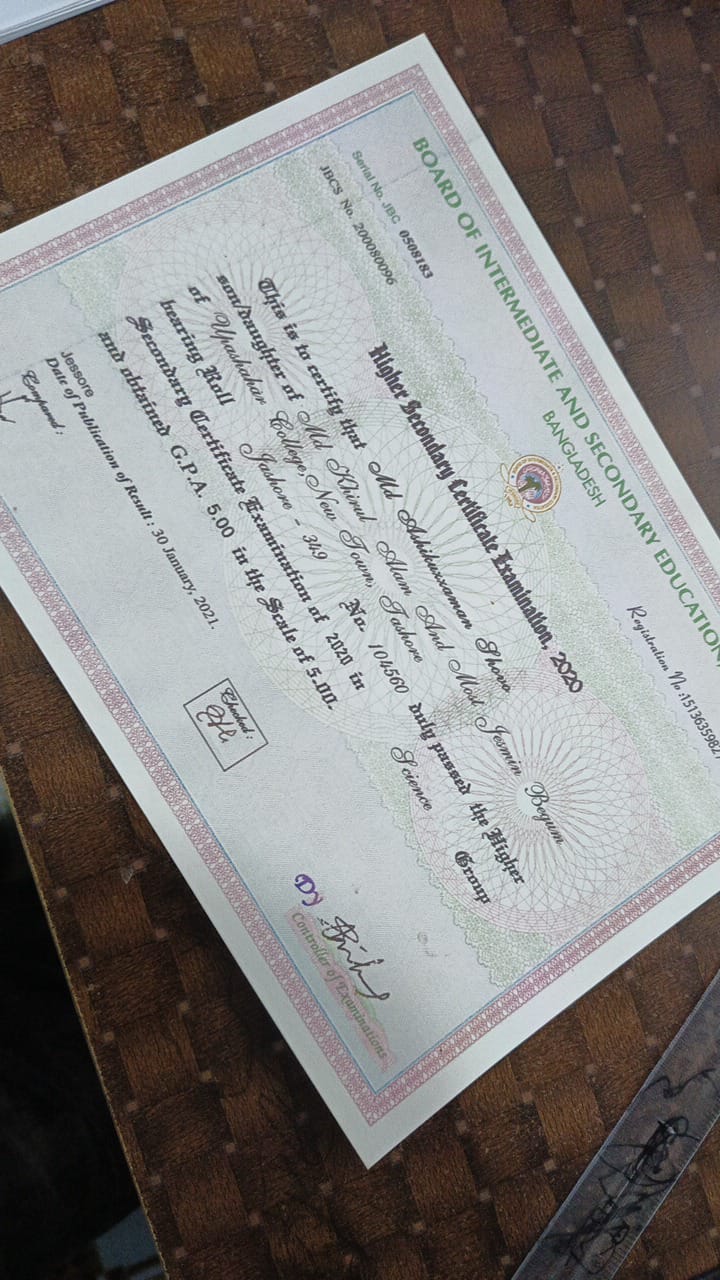 BOARD OF INTERMEDIATE AND SECONDARY EDUCATION
BANGLADESH
Serial No. JBC 0508183
JBCS No. 200080096
Registration No :1513635982
Higher Secondary Certificate Examination, 2020
This is to certify that Md Ashikuzzaman Shovo
son/daughter of Md Khirul Alam And Most Jesmin Begum
of Upashahar College, New Town, Jashore
bearing Roll Jashore - 349 No. 104560 duly passed the Higher
Secondary Certificate Examination of 2020 in Science Group
and obtained G.P.A. 5.00 in the Scale of 5.00.
Jessore
Date of Publication of Result : 30 January, 2021.
Compared :
Checked :
Dy
Controller of Examinations